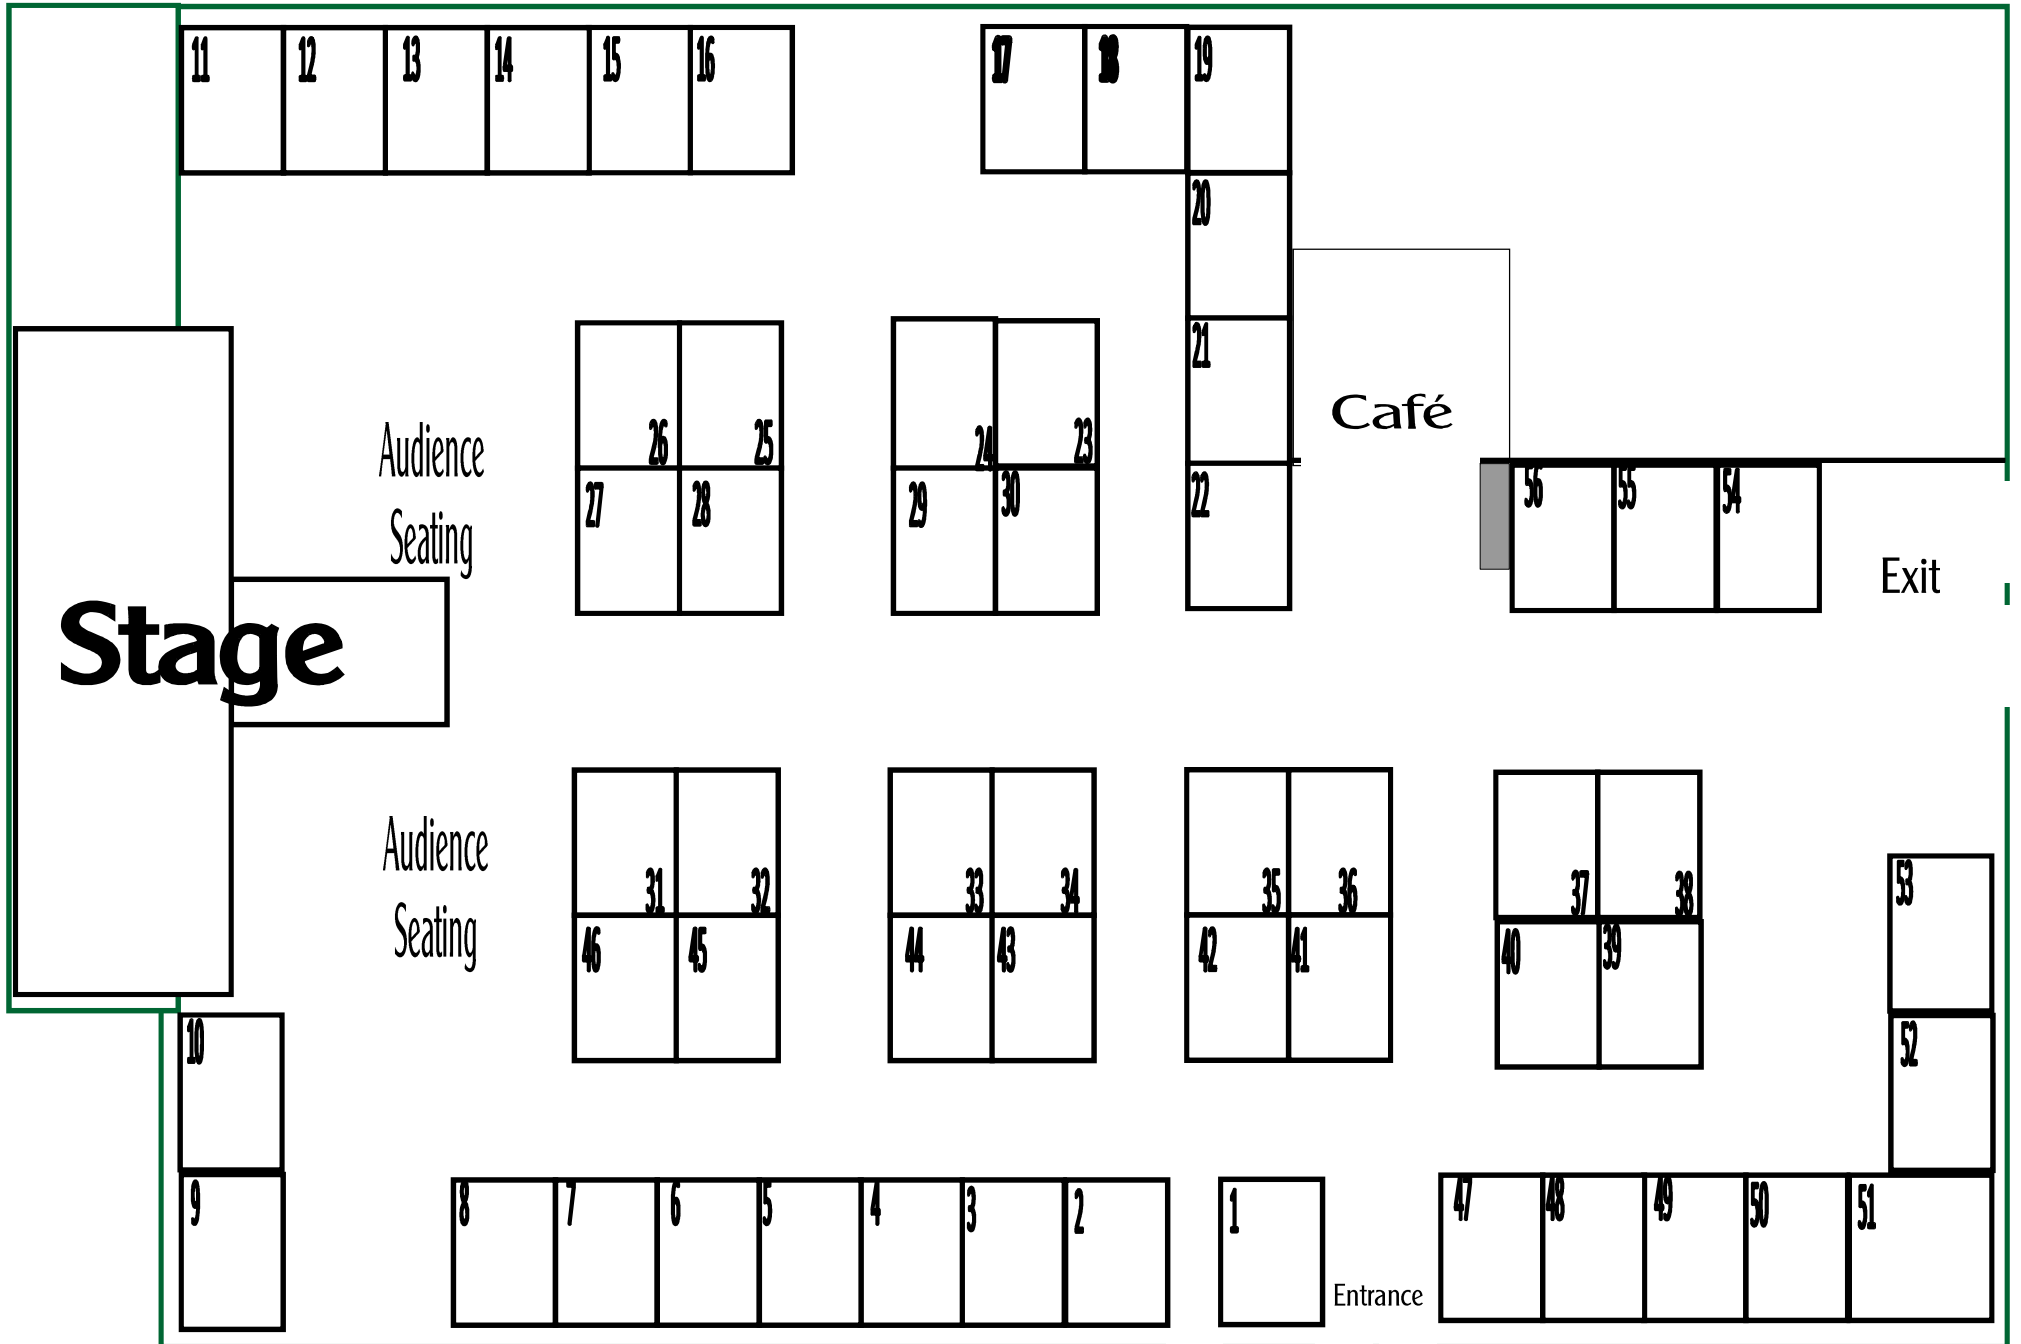 11 12 13 14 15 16 17 18 19
20
21
Café
Audience
Seating
26 25 24 23
27 28 29 30 22 56 55 54
Exit
Stage
Audience
Seating
31 32 33 34 35 36 37 38 53
46 45 44 43 42 41 40 39
10 52
9 8 7 6 5 4 3 2 1 47 48 49 50 51
Entrance